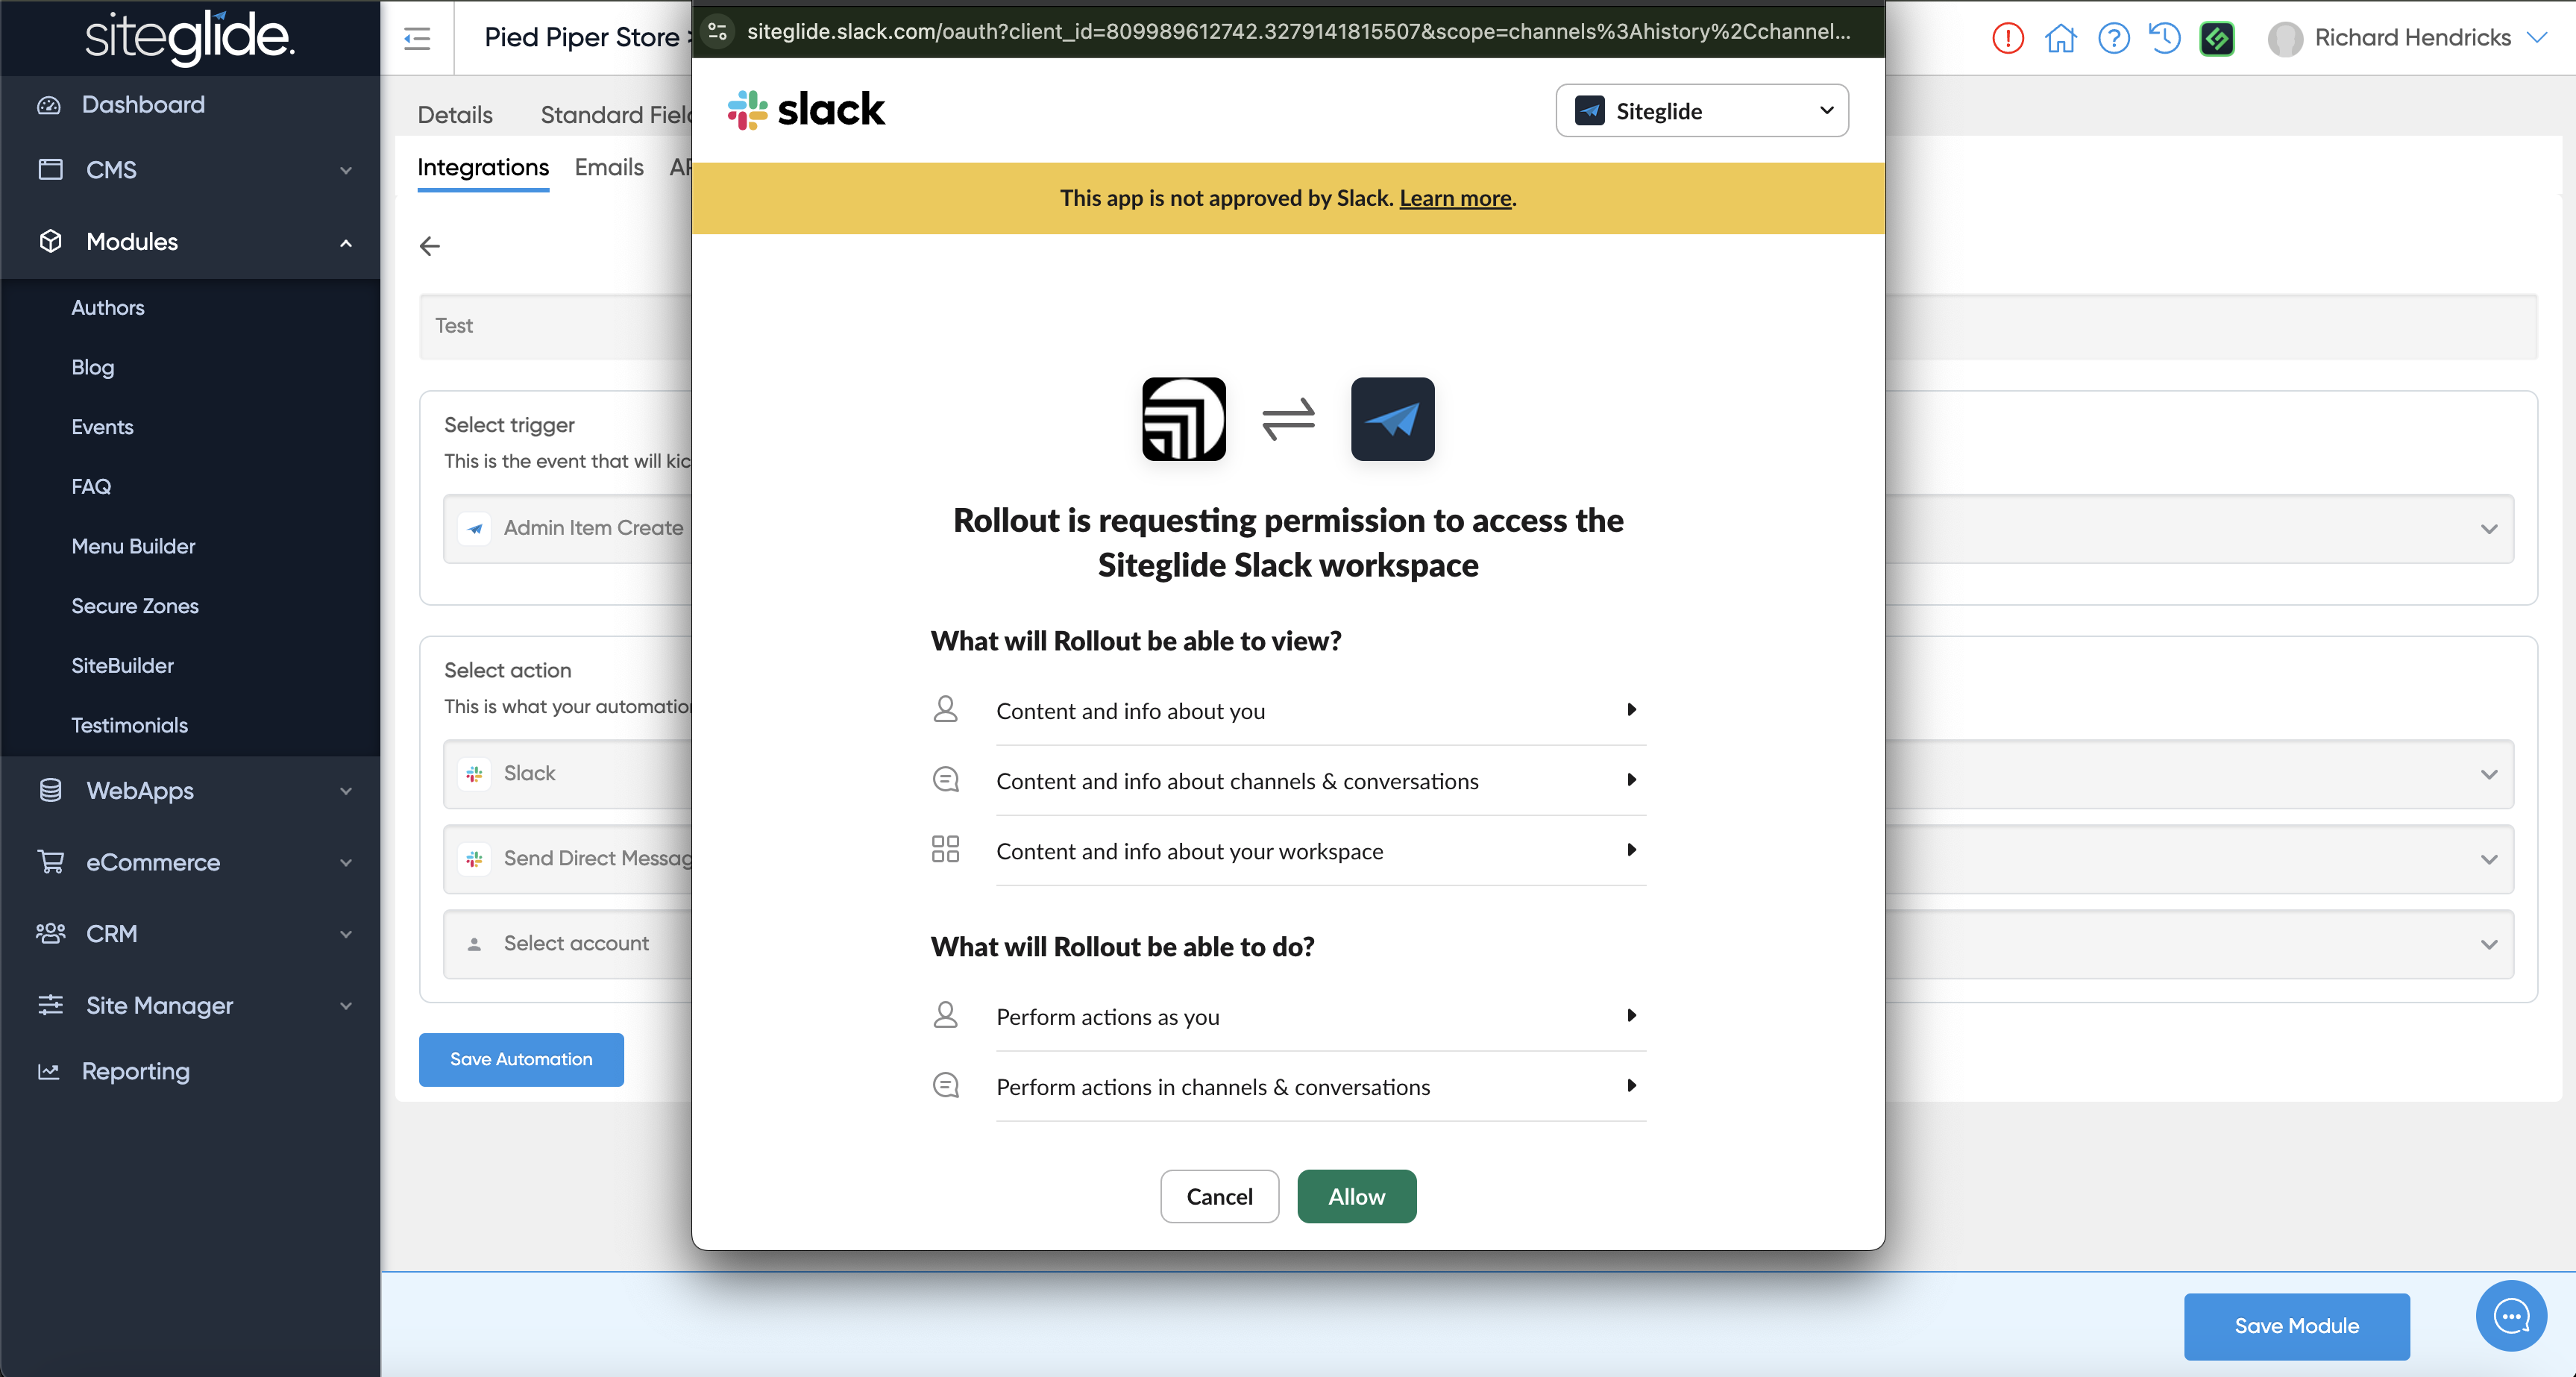 siteglide.
Dashboard
CMS
Modules
Authors
Blog
Events
FAQ
Menu Builder
Secure Zones
SiteBuilder
Testimonials
WebApps
eCommerce
CRM
Site Manager
Reporting
Pied Piper Store >
Richard Hendricks
Details
Standard Field
Integrations
Emails
AP
Test
Select trigger
This is the event that will kic
Admin Item Create
Select action
This is what your automation
Slack
Send Direct Messag
Select account
Save Automation
Save Module
siteglide.slack.com/oauth?client_id=809989612742.3279141815507&scope=channels%3Ahistory%2Cchannel...
slack
Siteglide
This app is not approved by Slack. Learn more.
Rollout is requesting permission to access the
Siteglide Slack workspace
What will Rollout be able to view?
Content and info about you
Content and info about channels & conversations
Content and info about your workspace
What will Rollout be able to do?
Perform actions as you
Perform actions in channels & conversations
Cancel
Allow